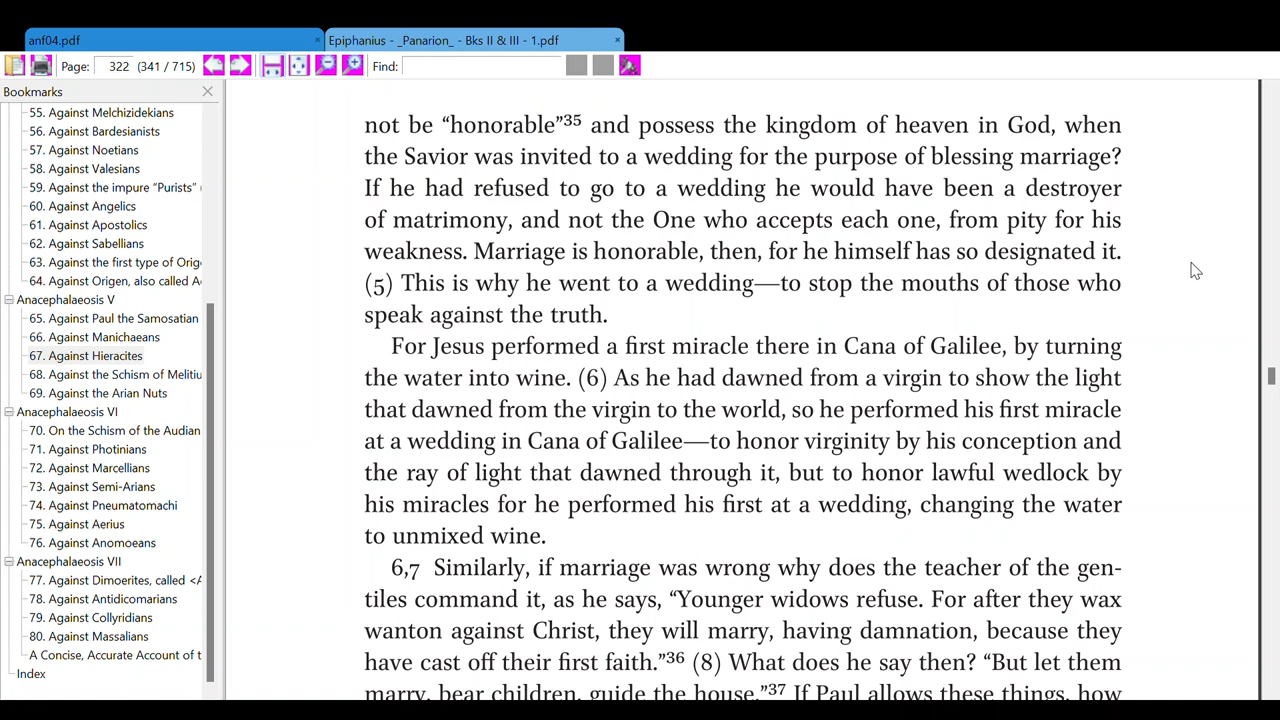 anf04.pdf
Epiphanius - _Panarion_ - Bks II & III - 1.pdf
Page: 322 (341 / 715) Find:
Bookmarks
55. Against Melchizidekians
56. Against Bardesianists
57. Against Noetians
58. Against Valesians
59. Against the impure “Purists” (
60. Against Angelics
61. Against Apostolics
62. Against Sabellians
63. Against the first type of Orig
64. Against Origen, also called A
Anacephalaeosis V
65. Against Paul the Samosatian
66. Against Manichaeans
67. Against Hieracites
68. Against the Schism of Melitiu
69. Against the Arian Nuts
Anacephalaeosis VI
70. On the Schism of the Audian
71. Against Photinians
72. Against Marcellians
73. Against Semi-Arians
74. Against Pneumatomachi
75. Against Aerius
76. Against Anomoeans
Anacephalaeosis VII
77. Against Dimoerites, called <A
78. Against Antidicomarians
79. Against Collyridians
80. Against Massalians
A Concise, Accurate Account of t
Index
not be “honorable”35 and possess the kingdom of heaven in God, when
the Savior was invited to a wedding for the purpose of blessing marriage?
If he had refused to go to a wedding he would have been a destroyer
of matrimony, and not the One who accepts each one, from pity for his
weakness. Marriage is honorable, then, for he himself has so designated it.
(5) This is why he went to a wedding—to stop the mouths of those who
speak against the truth.
For Jesus performed a first miracle there in Cana of Galilee, by turning
the water into wine. (6) As he had dawned from a virgin to show the light
that dawned from the virgin to the world, so he performed his first miracle
at a wedding in Cana of Galilee—to honor virginity by his conception and
the ray of light that dawned through it, but to honor lawful wedlock by
his miracles for he performed his first at a wedding, changing the water
to unmixed wine.
6,7 Similarly, if marriage was wrong why does the teacher of the gen-
tiles command it, as he says, “Younger widows refuse. For after they wax
wanton against Christ, they will marry, having damnation, because they
have cast off their first faith.”36 (8) What does he say then? “But let them
marry, bear children, guide the house.”37 If Paul allows these things, how